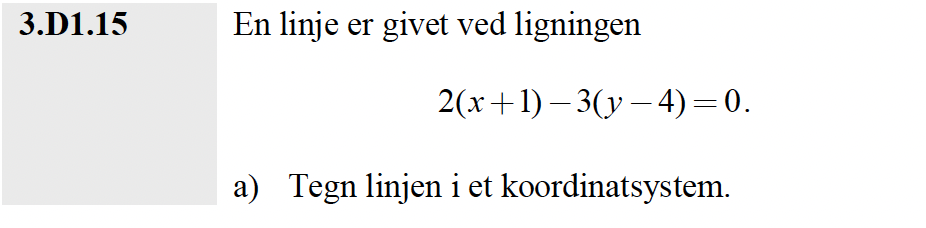 3.D1.15 En linje er givet ved ligningen
2(x+1)−3(y−4)=0.
a) Tegn linjen i et koordinatsystem.